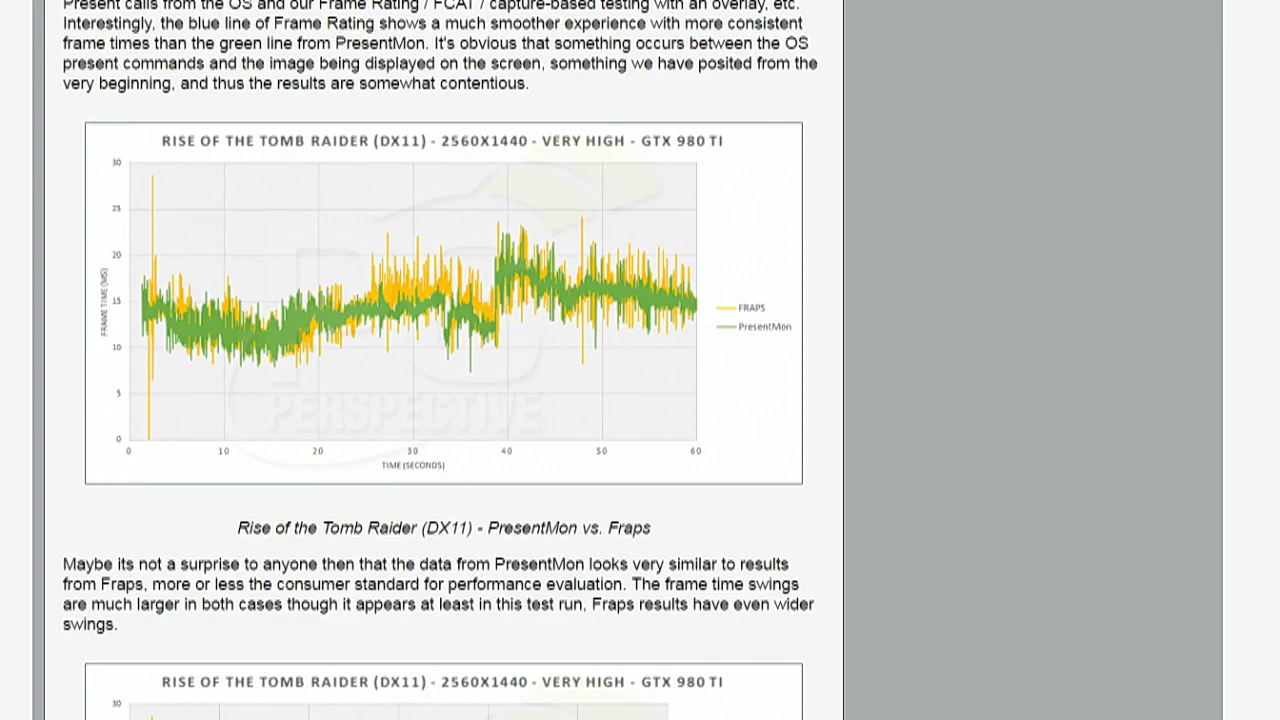 Present calls from the OS and our Frame Rating / FCAT / capture-based testing with an overlay, etc.
Interestingly, the blue line of Frame Rating shows a much smoother experience with more consistent
frame times than the green line from PresentMon. It's obvious that something occurs between the OS
present commands and the image being displayed on the screen, something we have posited from the
very beginning, and thus the results are somewhat contentious.
RISE OF THE TOMB RAIDER (DX11) - 2560X1440 - VERY HIGH - GTX 980 TI
30
25
20
15
10
5
0
FRAME TIME (MS)
0 10 20 30 40 50 60
TIME (SECONDS)
FRAPS
PresentMon
PERSPECTIVE
Rise of the Tomb Raider (DX11) - PresentMon vs. Fraps
Maybe its not a surprise to anyone then that the data from PresentMon looks very similar to results
from Fraps, more or less the consumer standard for performance evaluation. The frame time swings
are much larger in both cases though it appears at least in this test run, Fraps results have even wider
swings.
RISE OF THE TOMB RAIDER (DX11) - 2560X1440 - VERY HIGH - GTX 980 TI
30